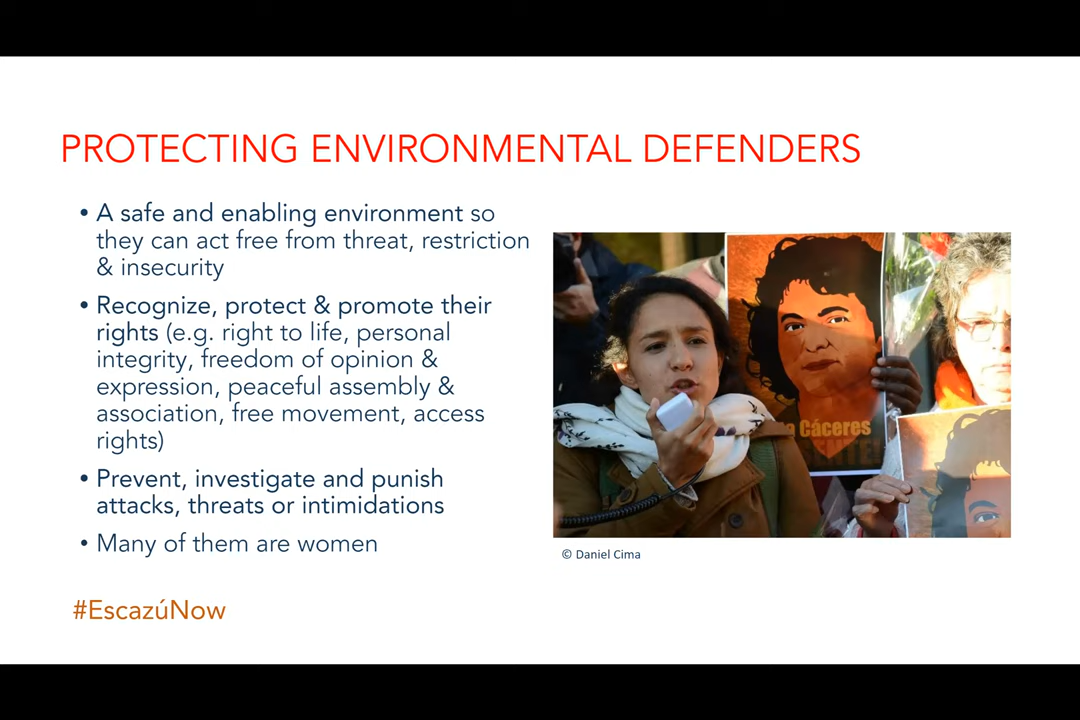 PROTECTING ENVIRONMENTAL DEFENDERS
• A safe and enabling environment so
they can act free from threat, restriction
& insecurity
• Recognize, protect & promote their
rights (e.g. right to life, personal
integrity, freedom of opinion &
expression, peaceful assembly &
association, free movement, access
rights)
• Prevent, investigate and punish
attacks, threats or intimidations
• Many of them are women
#EscazúNow
Cáceres
© Daniel Cima